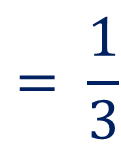 = 1/3